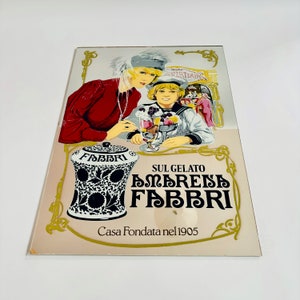 FABBRI
SUL GELATO
AMARENA
FABBRI
Casa Fondata nel 1905